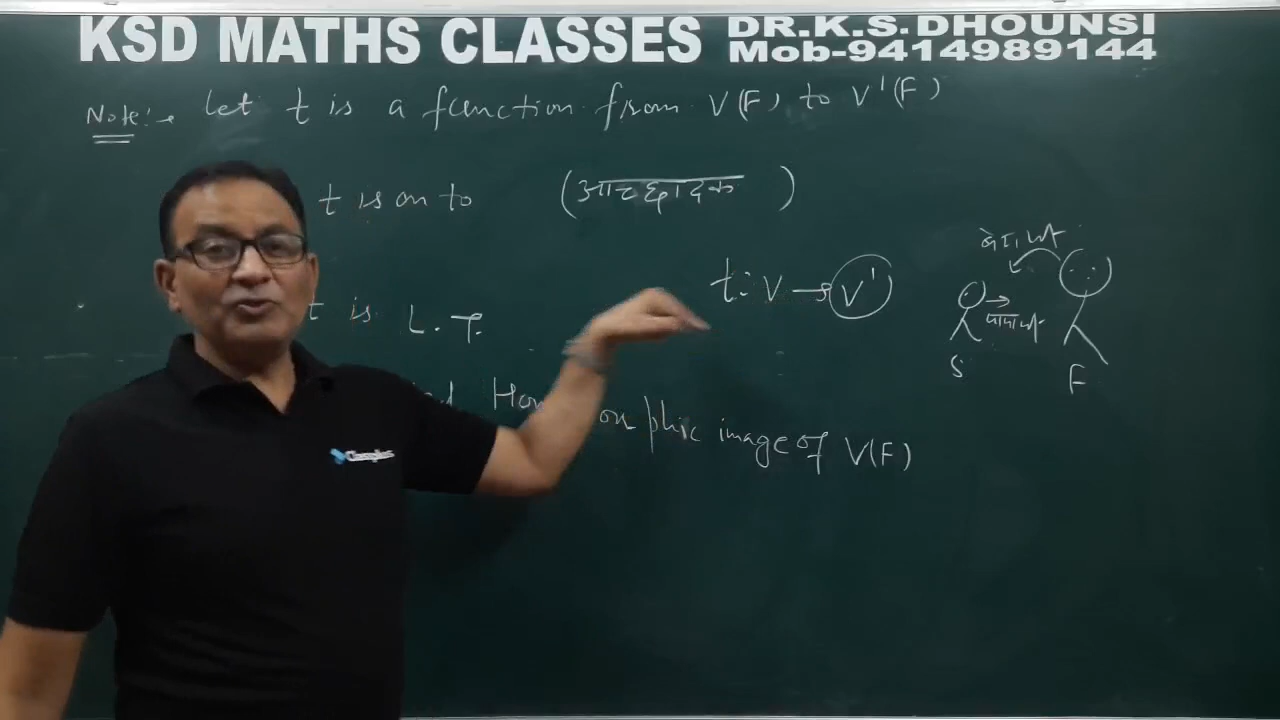 KSD MATHS CLASSES
DR.K.S.DHOUNSI
Mob-9414989144
Note:→ Let t is a function from V(F) to V'(F)
t is on to (आच्छादक)
t: V → V'
t is L.T.
image of V(F)
S
F